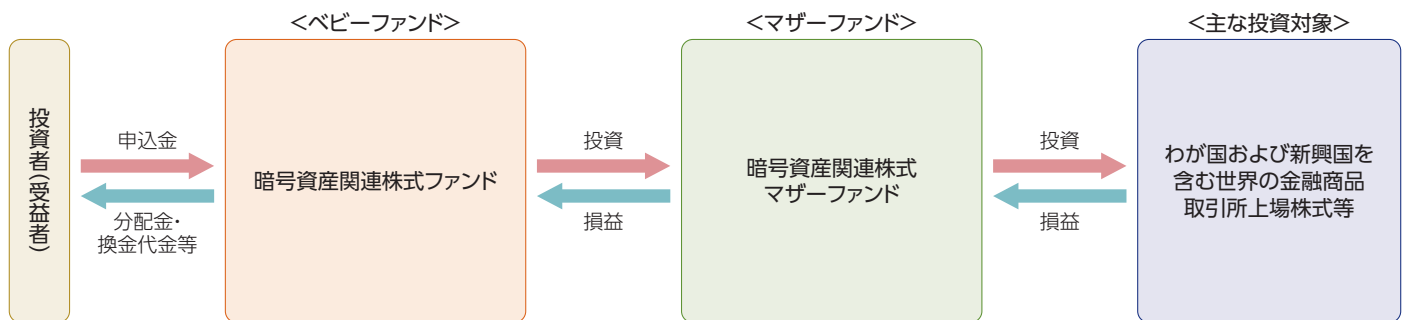 <ベビーファンド>
<マザーファンド>
<主な投資対象>
投資者(受益者)
申込金
分配金・
換金代金等
暗号資産関連株式ファンド
投資
損益
暗号資産関連株式
マザーファンド
投資
損益
わが国および新興国を
含む世界の金融商品
取引所上場株式等